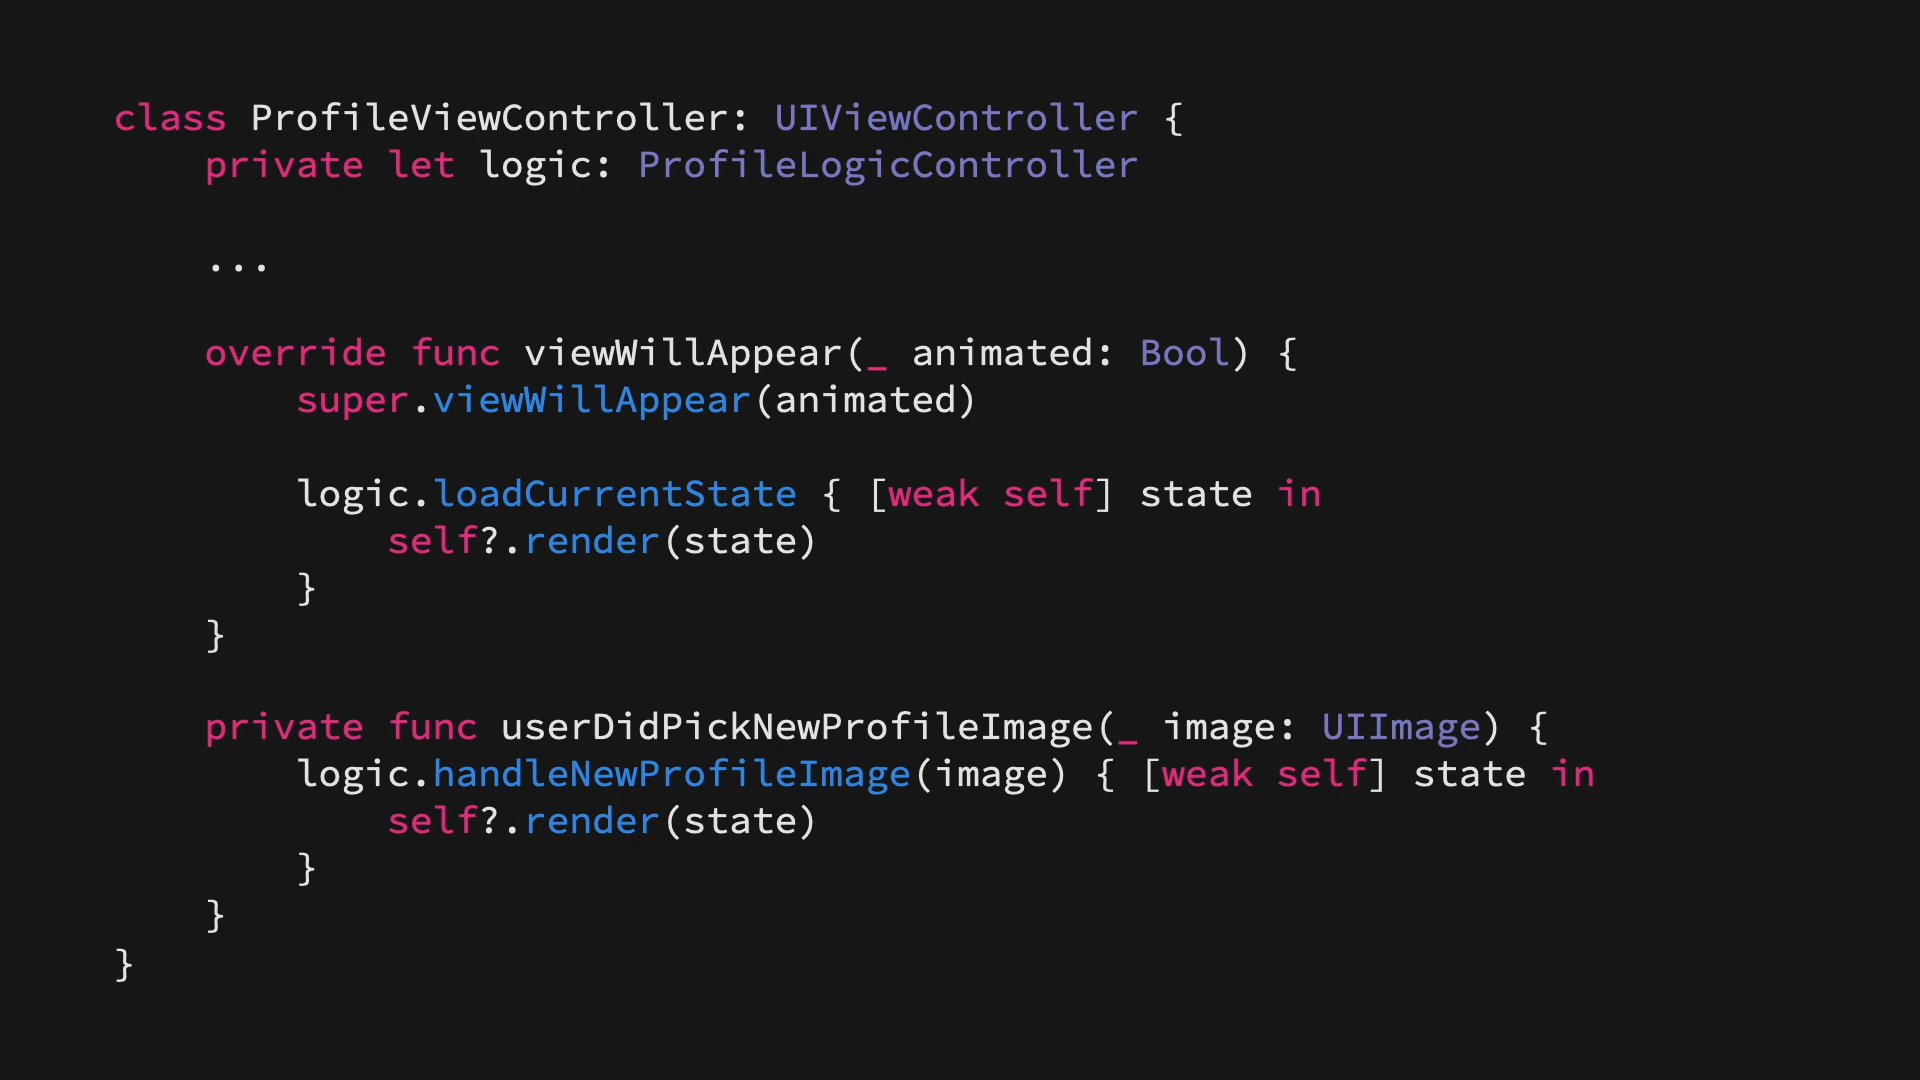 class ProfileViewController: UIViewController {
    private let logic: ProfileLogicController
    ...
    override func viewWillAppear(_ animated: Bool) {
        super.viewWillAppear(animated)
        logic.loadCurrentState { [weak self] state in
            self?.render(state)
        }
    }
    private func userDidPickNewProfileImage(_ image: UIImage) {
        logic.handleNewProfileImage(image) { [weak self] state in
            self?.render(state)
        }
    }
}